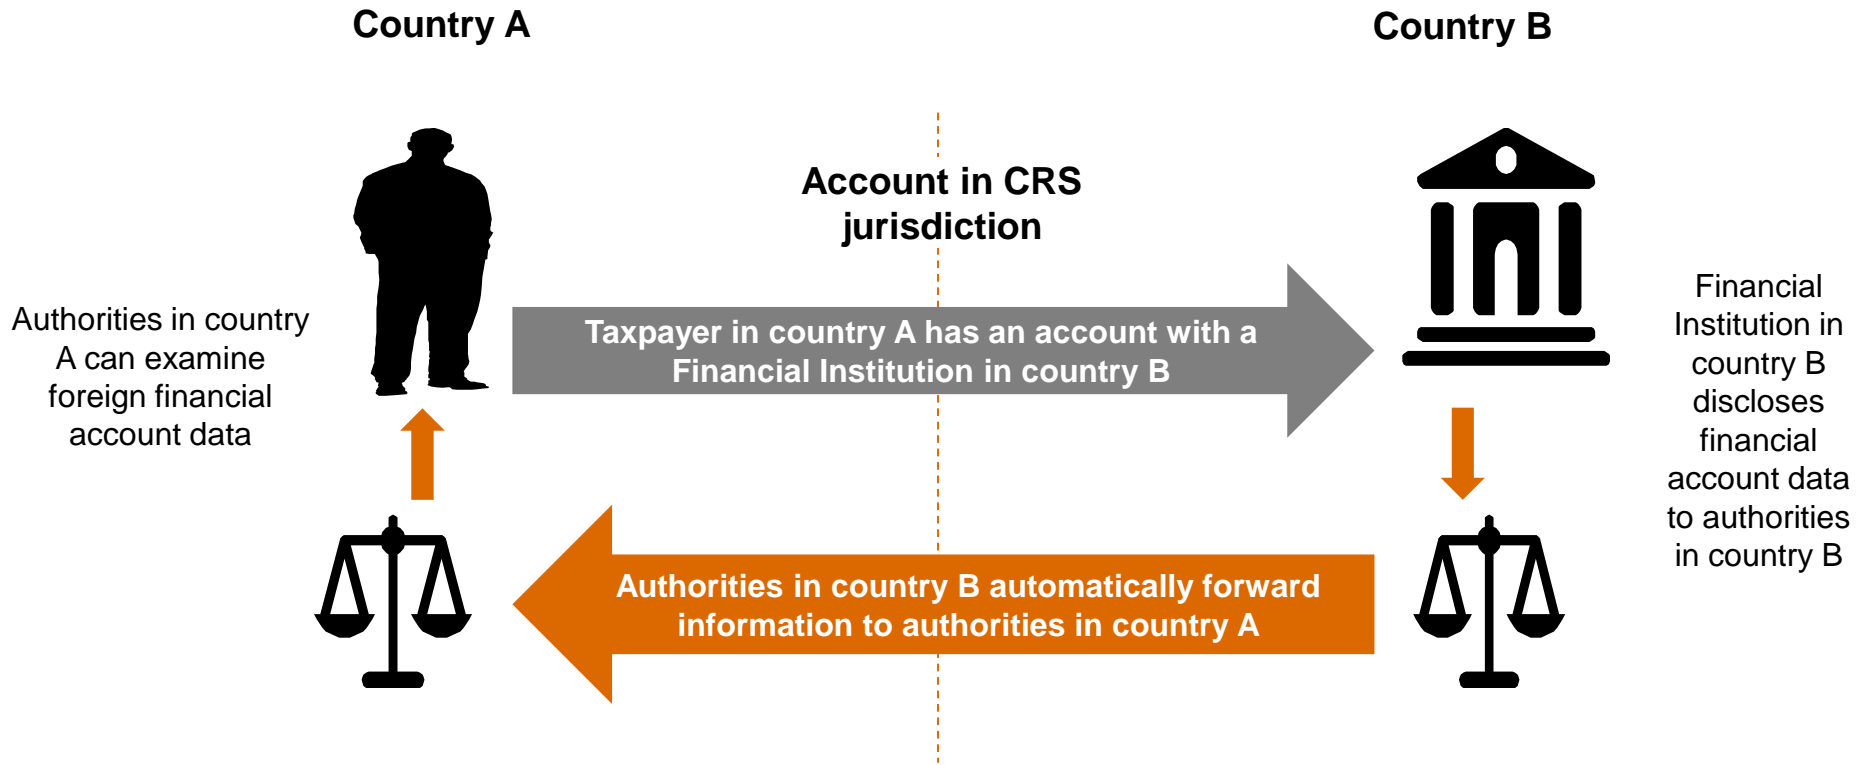 Country A
Country B
Account in CRS
jurisdiction
Authorities in country
A can examine
foreign financial
account data
Taxpayer in country A has an account with a
Financial Institution in country B
Financial
Institution in
country B
discloses
financial
account data
to authorities
in country B
Authorities in country B automatically forward
information to authorities in country A